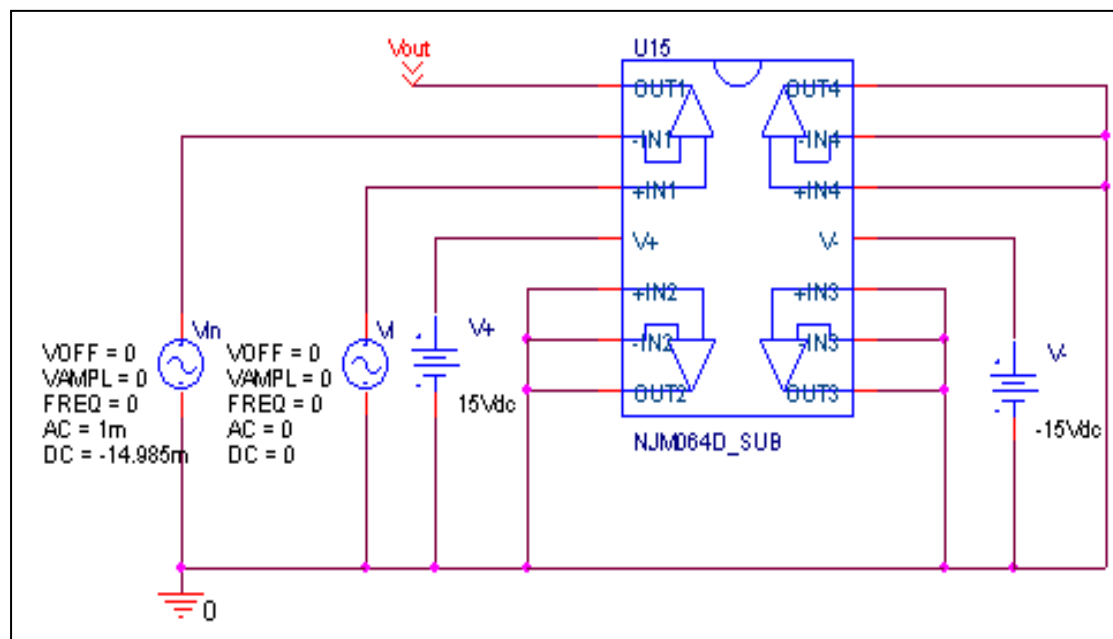 Vout
U15
OUT1
OUT4
-IN1
-IN4
+IN1
+IN4
V+
V-
+IN2
+IN3
-IN2
-IN3
OUT2
OUT3
NJM064D_SUB
Vin
VOFF = 0
VAMPL = 0
FREQ = 0
AC = 1m
DC = -14.985m
VI
VOFF = 0
VAMPL = 0
FREQ = 0
AC = 0
DC = 0
V+
15Vdc
V-
-15Vdc
0